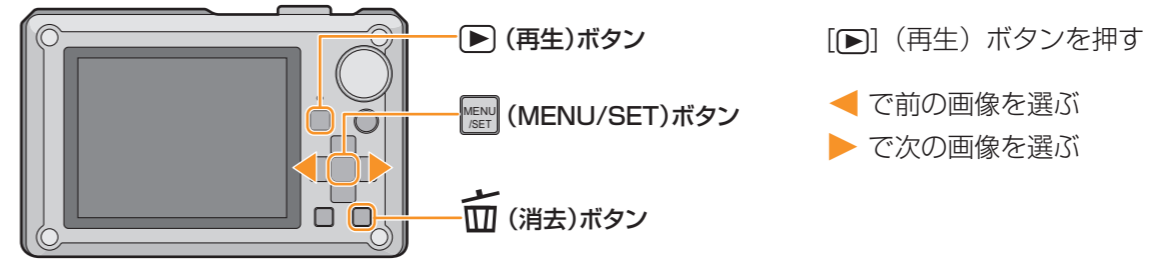 (再生)ボタン
MENU
/SET
(MENU/SET)ボタン
(消去)ボタン
[▶](再生)ボタンを押す
◀ で前の画像を選ぶ
▶ で次の画像を選ぶ